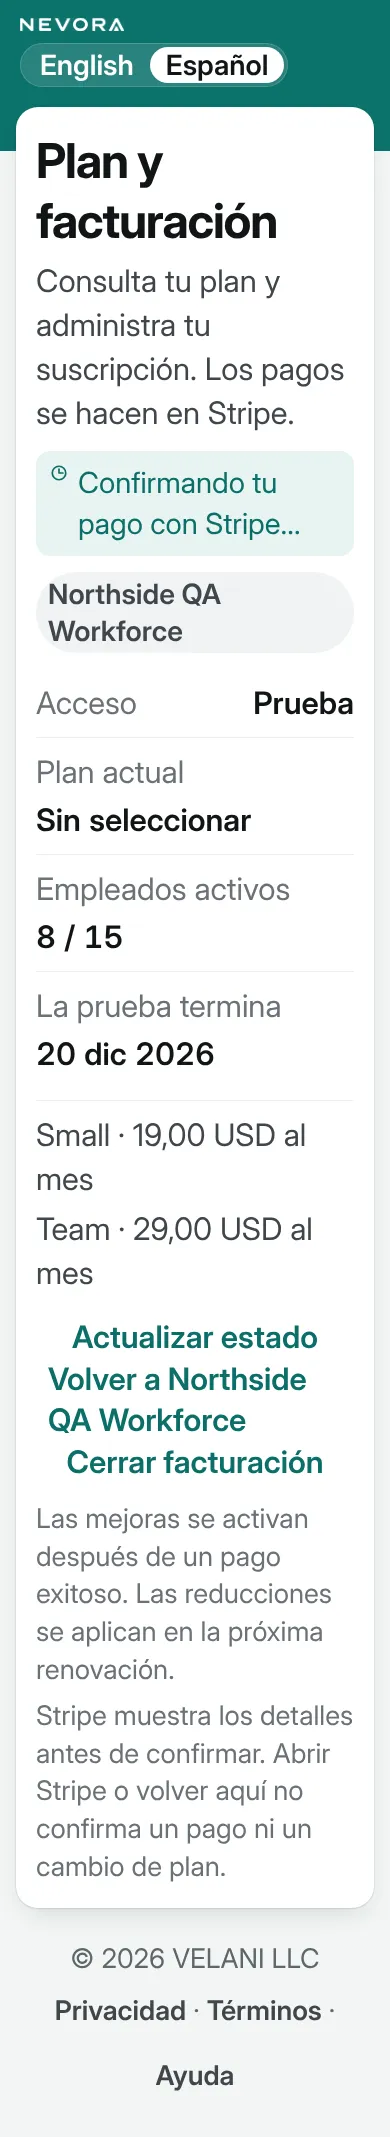 NEVORA
English Español
Plan y
facturación
Consulta tu plan y
administra tu
suscripción. Los pagos
se hacen en Stripe.
Confirmando tu
pago con Stripe...
Northside QA
Workforce
Acceso Prueba
Plan actual
Sin seleccionar
Empleados activos
8 / 15
La prueba termina
20 dic 2026
Small · 19,00 USD al
mes
Team · 29,00 USD al
mes
Actualizar estado
Volver a Northside
QA Workforce
Cerrar facturación
Las mejoras se activan
después de un pago
exitoso. Las reducciones
se aplican en la próxima
renovación.
Stripe muestra los detalles
antes de confirmar. Abrir
Stripe o volver aquí no
confirma un pago ni un
cambio de plan.
© 2026 VELANI LLC
Privacidad · Términos ·
Ayuda